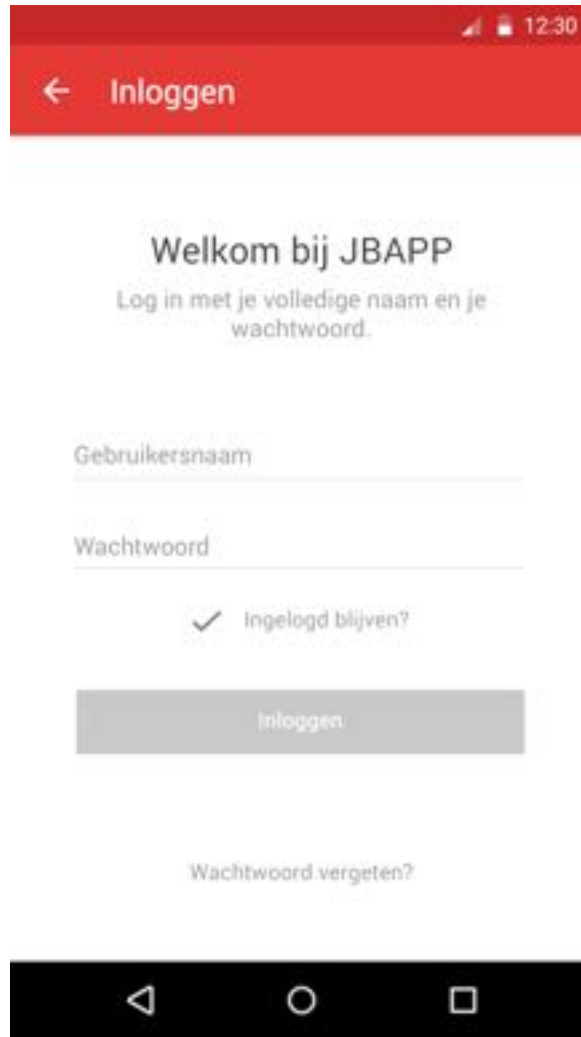 12:30
Inloggen
Welkom bij JBAPP
Log in met je volledige naam en je
wachtwoord.
Gebruikersnaam
Wachtwoord
Ingelogd blijven?
Inloggen
Wachtwoord vergeten?